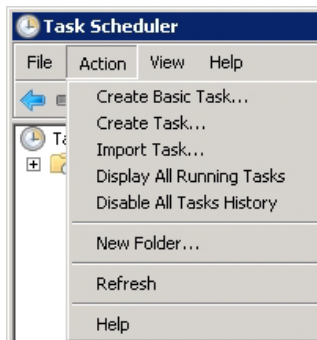 Task Scheduler
File Action View Help
Create Basic Task...
Create Task...
Import Task...
Display All Running Tasks
Disable All Tasks History
New Folder...
Refresh
Help